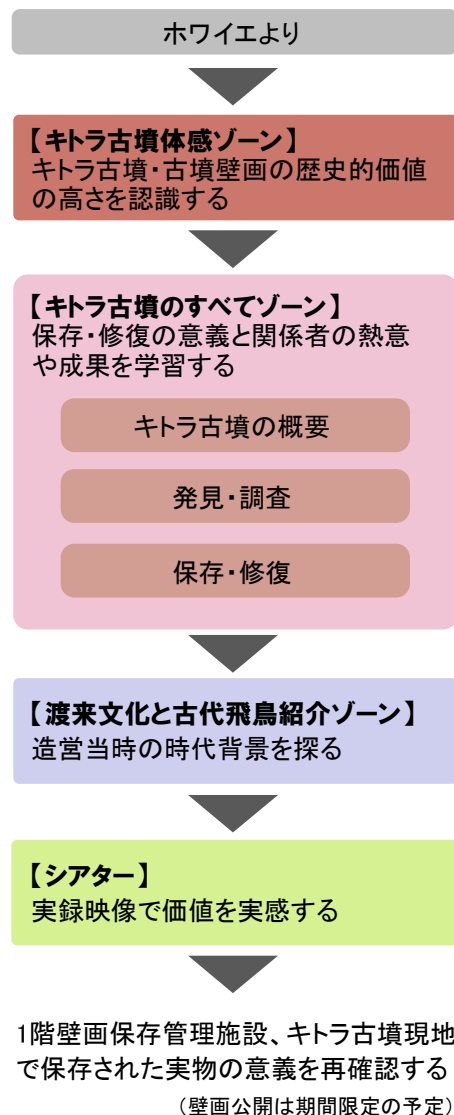 ホワイエより
【キトラ古墳体感ゾーン】
キトラ古墳・古墳壁画の歴史的価値
の高さを認識する
【キトラ古墳のすべてゾーン】
保存・修復の意義と関係者の熱意
や成果を学習する
キトラ古墳の概要
発見・調査
保存・修復
【渡来文化と古代飛鳥紹介ゾーン】
造営当時の時代背景を探る
【シアター】
実録映像で価値を実感する
1階壁画保存管理施設、キトラ古墳現地
で保存された実物の意義を再確認する
（壁画公開は期間限定の予定）